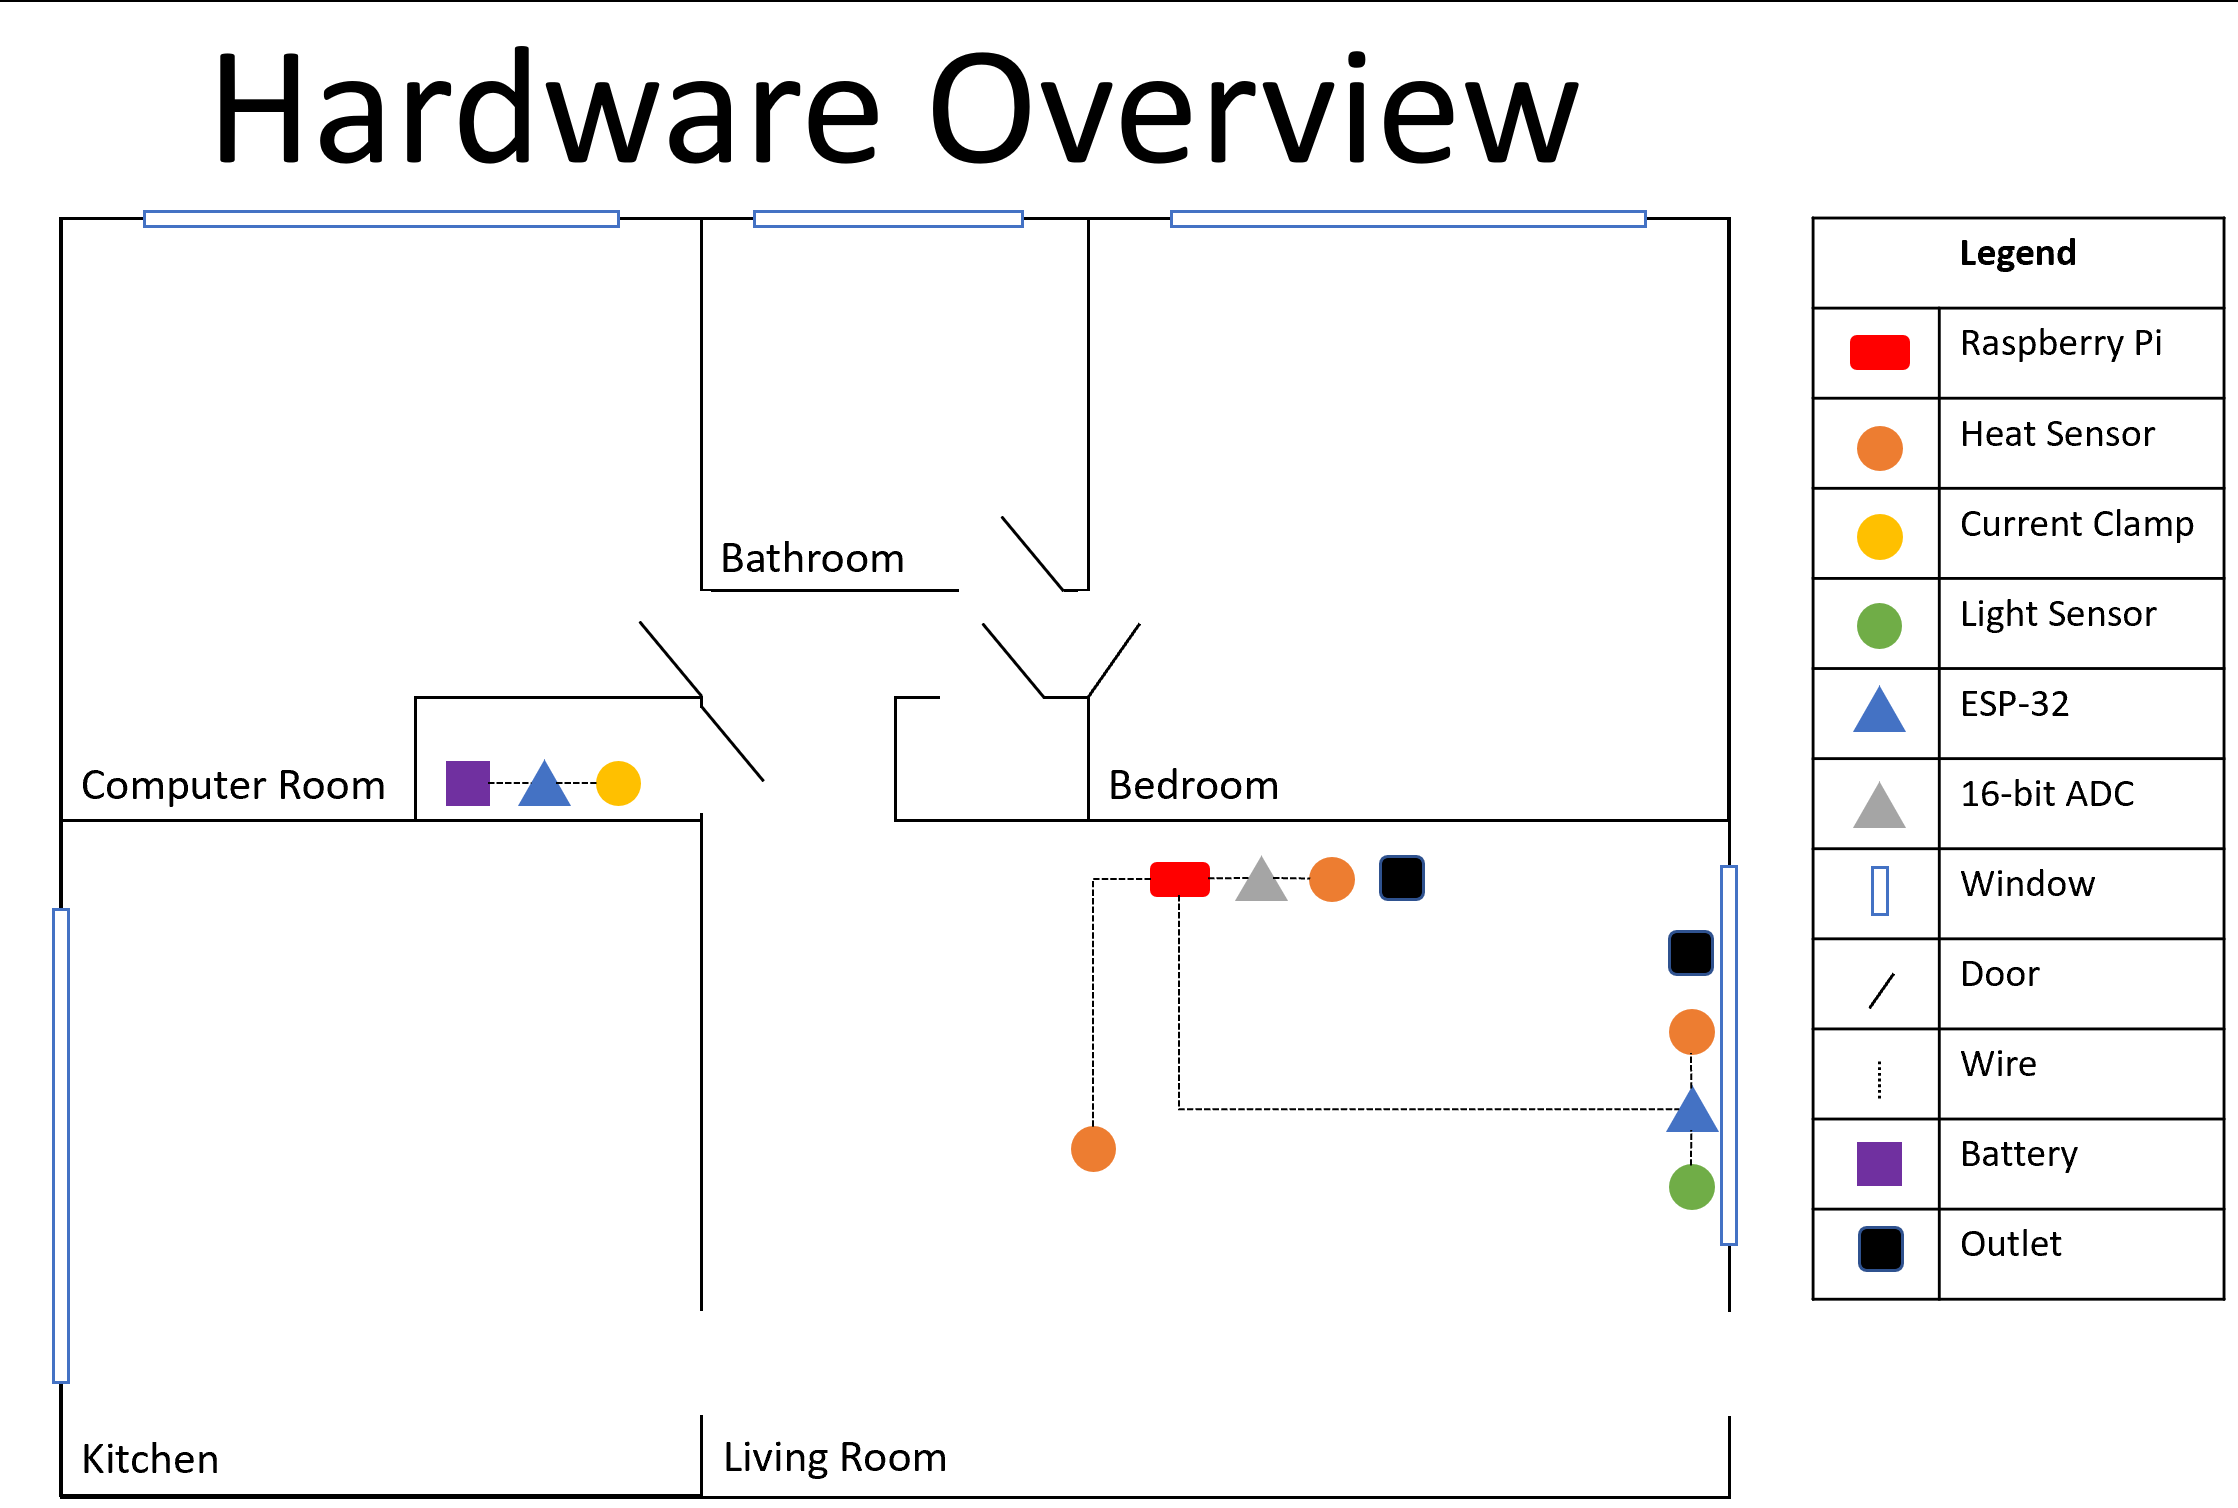 Hardware Overview
Bathroom
Computer Room
Bedroom
Kitchen
Living Room
Legend
Raspberry Pi
Heat Sensor
Current Clamp
Light Sensor
ESP-32
16-bit ADC
Window
Door
Wire
Battery
Outlet